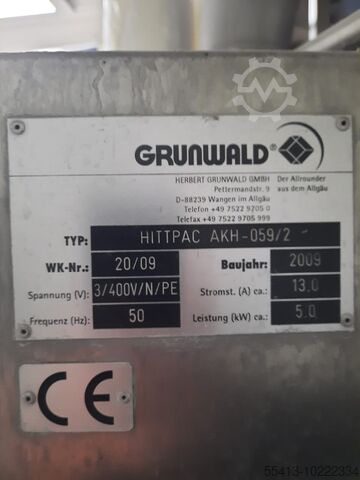 GRUNWALD®
HERBERT GRUNWALD GMBH
Pettermandstr. 9
D-88239 Wangen im Allgäu
Telefon +49 7522 9705 0
Telefax +49 7522 9705 999
Der Allrounder
aus dem Allgäu
TYP: HITTPAC AKH-059/2
WK-Nr.: 20/09 Baujahr: 2009
Spannung (V): 3/400V/N/PE Stromst. (A) ca.: 13.0
Frequenz (Hz): 50 Leistung (kW) ca.: 5.0
CE
55413-10222334